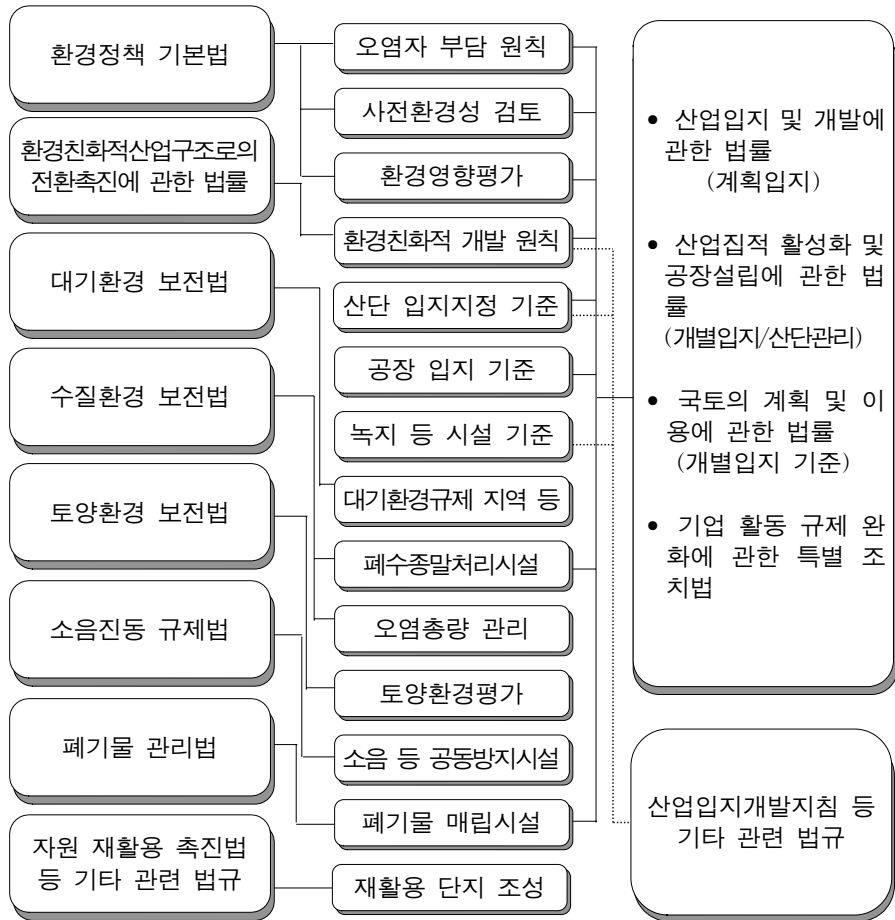 환경정책 기본법
환경친화적산업구조로의
전환촉진에 관한 법률
대기환경 보전법
수질환경 보전법
토양환경 보전법
소음진동 규제법
폐기물 관리법
자원 재활용 촉진법
등 기타 관련 법규
오염자 부담 원칙
사전환경성 검토
환경영향평가
환경친화적 개발 원칙
산단 입지지정 기준
공장 입지 기준
녹지 등 시설 기준
대기환경규제 지역 등
폐수종말처리시설
오염총량 관리
토양환경평가
소음 등 공동방지시설
폐기물 매립시설
재활용 단지 조성
• 산업입지 및 개발에
관한 법률
(계획입지)
• 산업집적 활성화 및
공장설립에 관한 법
률
(개별입지/산단관리)
• 국토의 계획 및 이
용에 관한 법률
(개별입지 기준)
• 기업 활동 규제 완
화에 관한 특별 조
치법
산업입지개발지침 등
기타 관련 법규